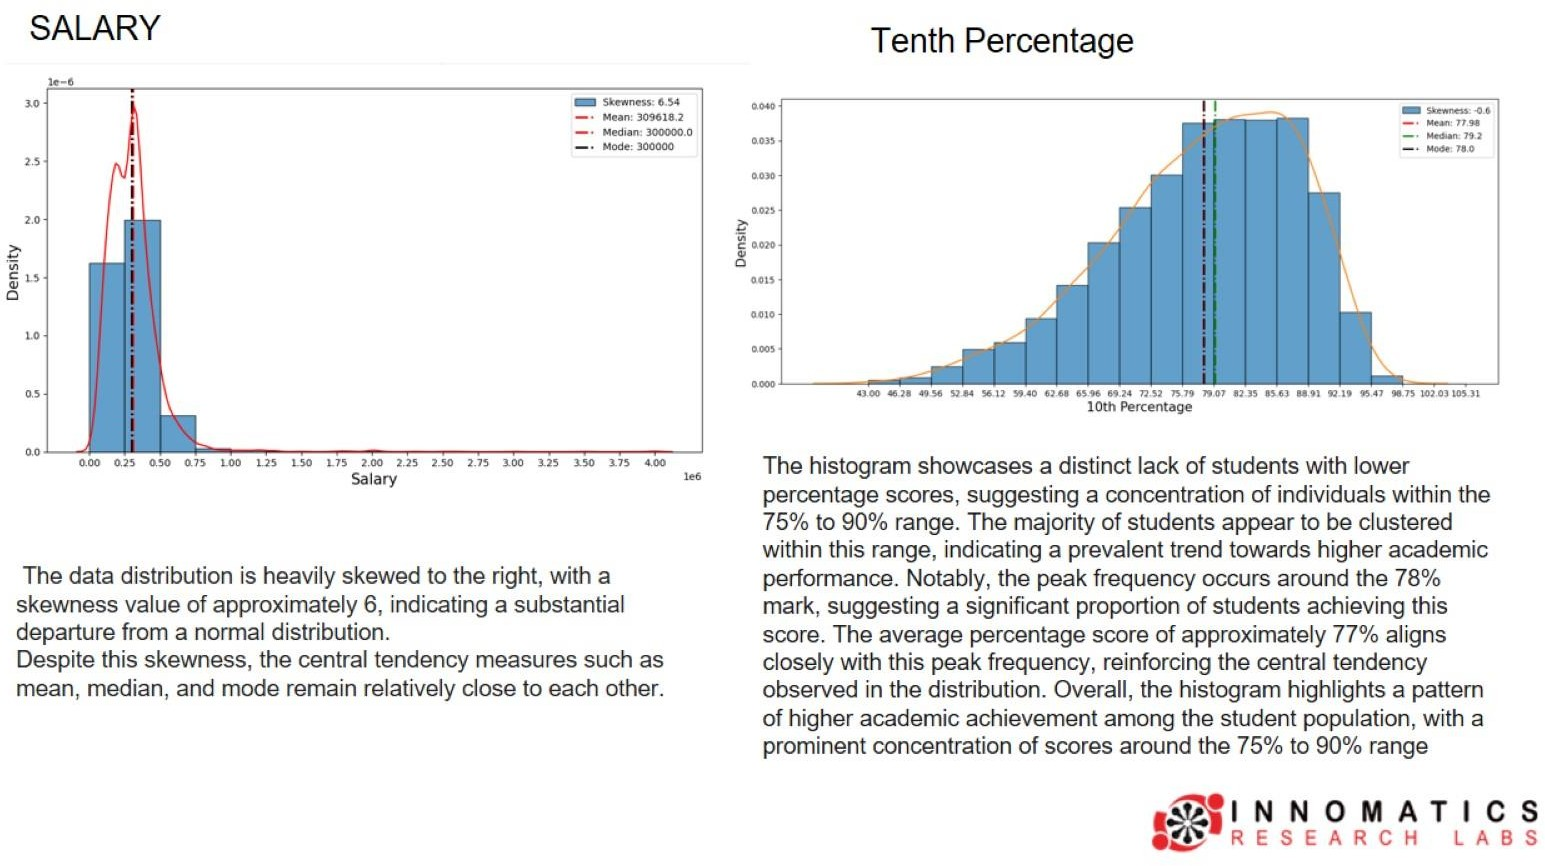 SALARY
1e−6
3.0
2.5
2.0
1.5
1.0
0.5
0.0
Density
Skewness: 6.54
Mean: 309618.2
Median: 300000.0
Mode: 300000
0.00 0.25 0.50 0.75 1.00 1.25 1.50 1.75 2.00 2.25 2.50 2.75 3.00 3.25 3.50 3.75 4.00
Salary
1e6
The data distribution is heavily skewed to the right, with a
skewness value of approximately 6, indicating a substantial
departure from a normal distribution.
Despite this skewness, the central tendency measures such as
mean, median, and mode remain relatively close to each other.
Tenth Percentage
0.040
0.035
0.030
0.025
0.020
0.015
0.010
0.005
0.000
Density
Skewness: -0.6
Mean: 77.98
Median: 79.2
Mode: 78.0
43.00 46.28 49.56 52.84 56.12 59.40 62.68 65.96 69.24 72.52 75.79 79.07 82.35 85.63 88.91 92.19 95.47 98.75 102.03 105.31
10th Percentage
The histogram showcases a distinct lack of students with lower
percentage scores, suggesting a concentration of individuals within the
75% to 90% range. The majority of students appear to be clustered
within this range, indicating a prevalent trend towards higher academic
performance. Notably, the peak frequency occurs around the 78%
mark, suggesting a significant proportion of students achieving this
score. The average percentage score of approximately 77% aligns
closely with this peak frequency, reinforcing the central tendency
observed in the distribution. Overall, the histogram highlights a pattern
of higher academic achievement among the student population, with a
prominent concentration of scores around the 75% to 90% range
INNOMATICS
RESEARCH LABS